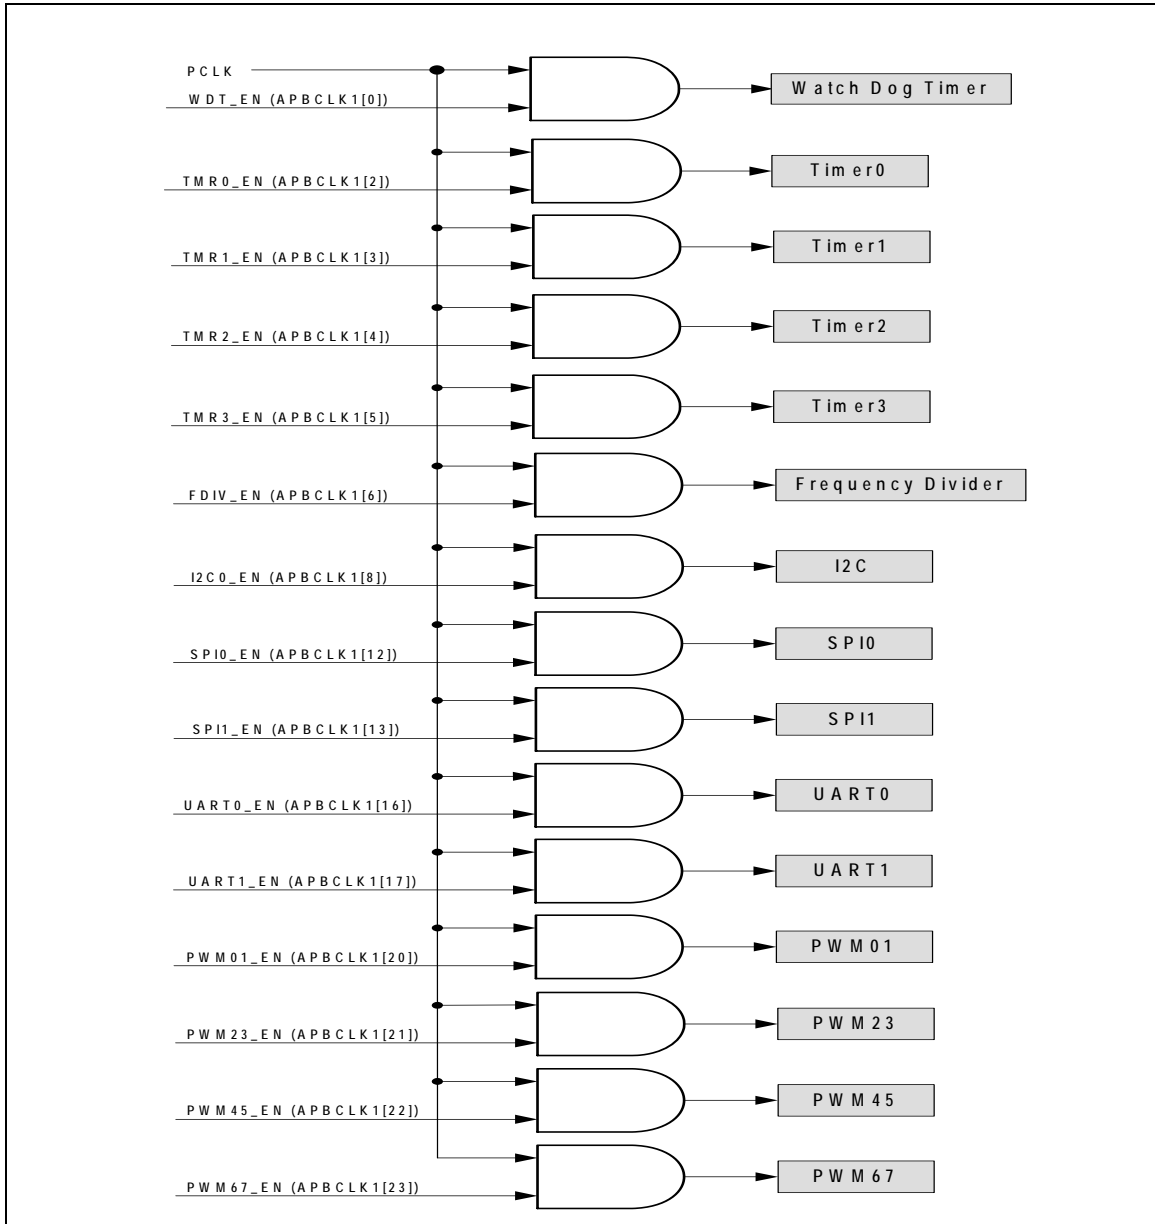 PCLK
WDT_EN (APBCLK1[0])
Watch Dog Timer
TMR0_EN (APBCLK1[2])
Timer0
TMR1_EN (APBCLK1[3])
Timer1
TMR2_EN (APBCLK1[4])
Timer2
TMR3_EN (APBCLK1[5])
Timer3
FDIV_EN (APBCLK1[6])
Frequency Divider
I2C0_EN (APBCLK1[8])
I2C
SPI0_EN (APBCLK1[12])
SPI0
SPI1_EN (APBCLK1[13])
SPI1
UART0_EN (APBCLK1[16])
UART0
UART1_EN (APBCLK1[17])
UART1
PWM01_EN (APBCLK1[20])
PWM01
PWM23_EN (APBCLK1[21])
PWM23
PWM45_EN (APBCLK1[22])
PWM45
PWM67_EN (APBCLK1[23])
PWM67